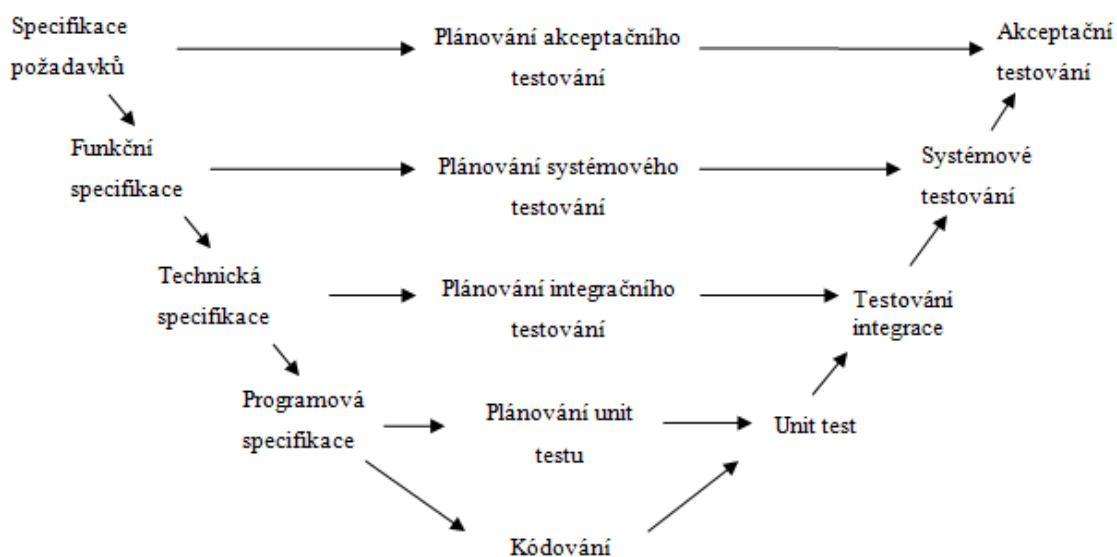 Specifikace
požadavků
Plánování akceptačního
testování
Akceptační
testování
Funkční
specifikace
Plánování systémového
testování
Systémové
testování
Technická
specifikace
Plánování integračního
testování
Testování
integrace
Programová
specifikace
Plánování unit
testu
Unit test
Kódování